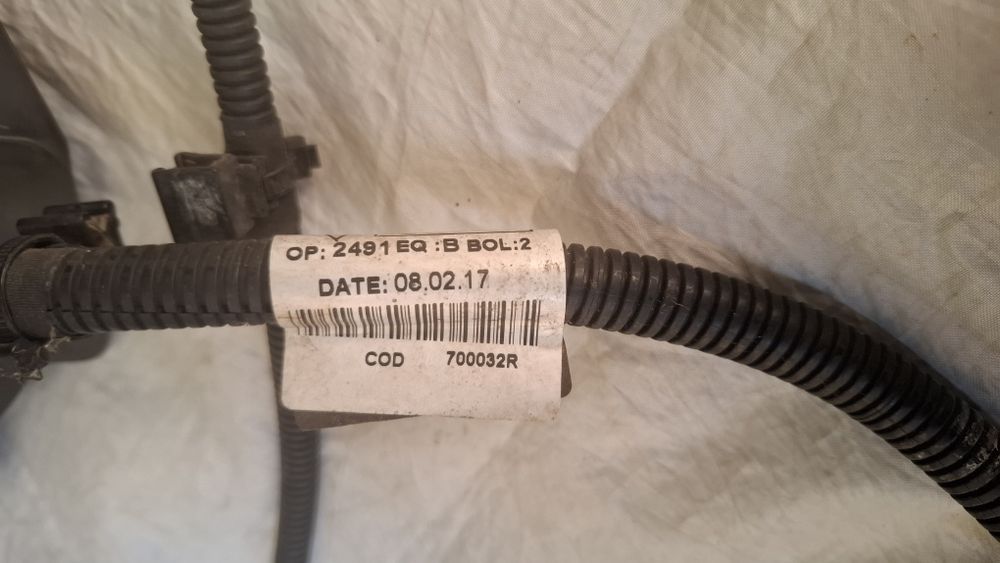 OP: 2491 EQ :B BOL:2
DATE: 08.02.17
COD 700032R